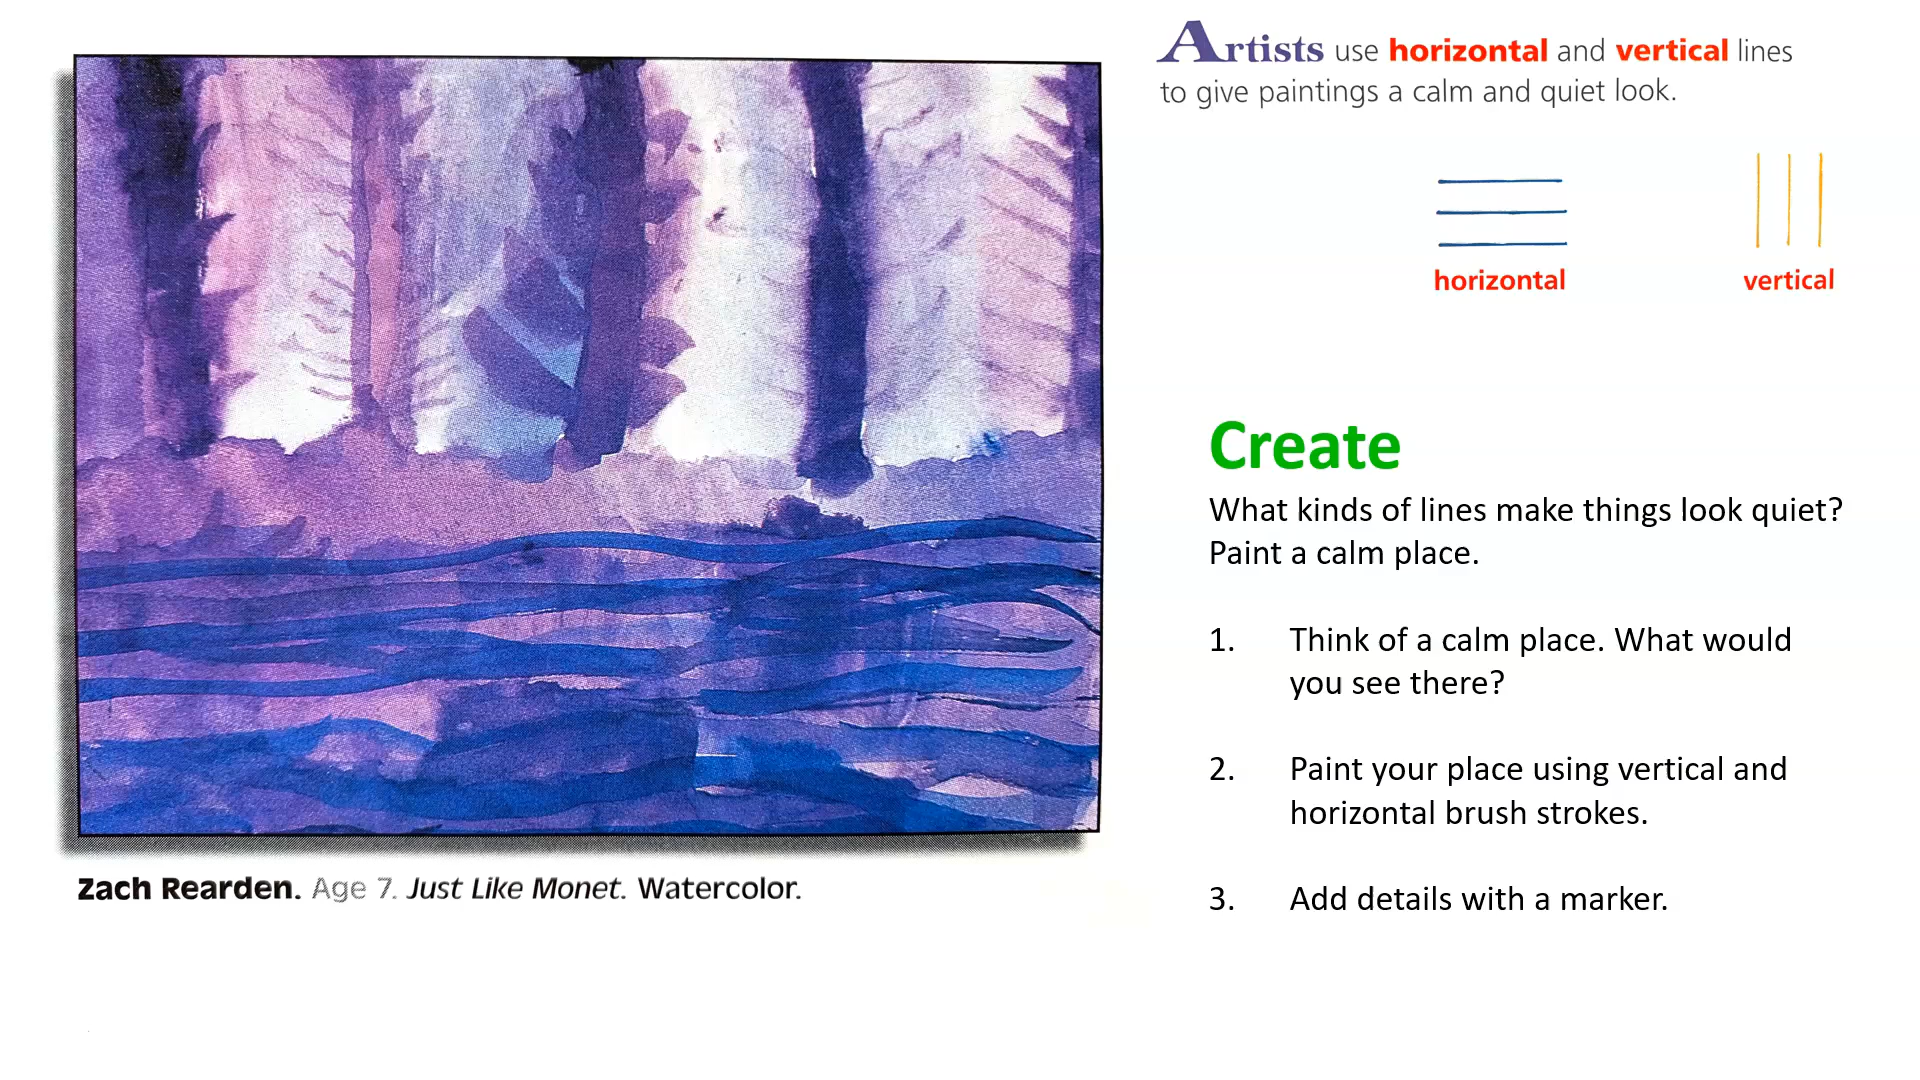 Artists use horizontal and vertical lines
to give paintings a calm and quiet look.
horizontal
vertical
Create
What kinds of lines make things look quiet?
Paint a calm place.
1. Think of a calm place. What would
you see there?
2. Paint your place using vertical and
horizontal brush strokes.
3. Add details with a marker.
Zach Rearden. Age 7. Just Like Monet. Watercolor.